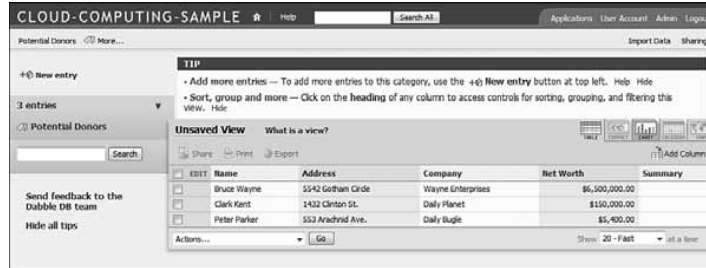 CLOUD-COMPUTING-SAMPLE Help Search All Applications User Account Admin Logou
Potential Donors More... Import Data Sharing
New entry
TIP
• Add more entries — To add more entries to this category, use the New entry button at top left. Help Hide
• Sort, group and more — Click on the heading of any column to access controls for sorting, grouping, and filtering this
view. Hide
3 entries
Potential Donors
Search
Send feedback to the
Dabble DB team
Hide all tips
Unsaved View What is a view?
TABLE CHART
Share Print Export Add Column
EDIT Name Address Company Net Worth Summary
Bruce Wayne 5542 Gotham Circle Wayne Enterprises $6,500,000.00
Clark Kent 1432 Clinton St. Daily Planet $150,000.00
Peter Parker 553 Arachnid Ave. Daily Bugle $5,400.00
Actions... Go Show 20 - Fast at a time